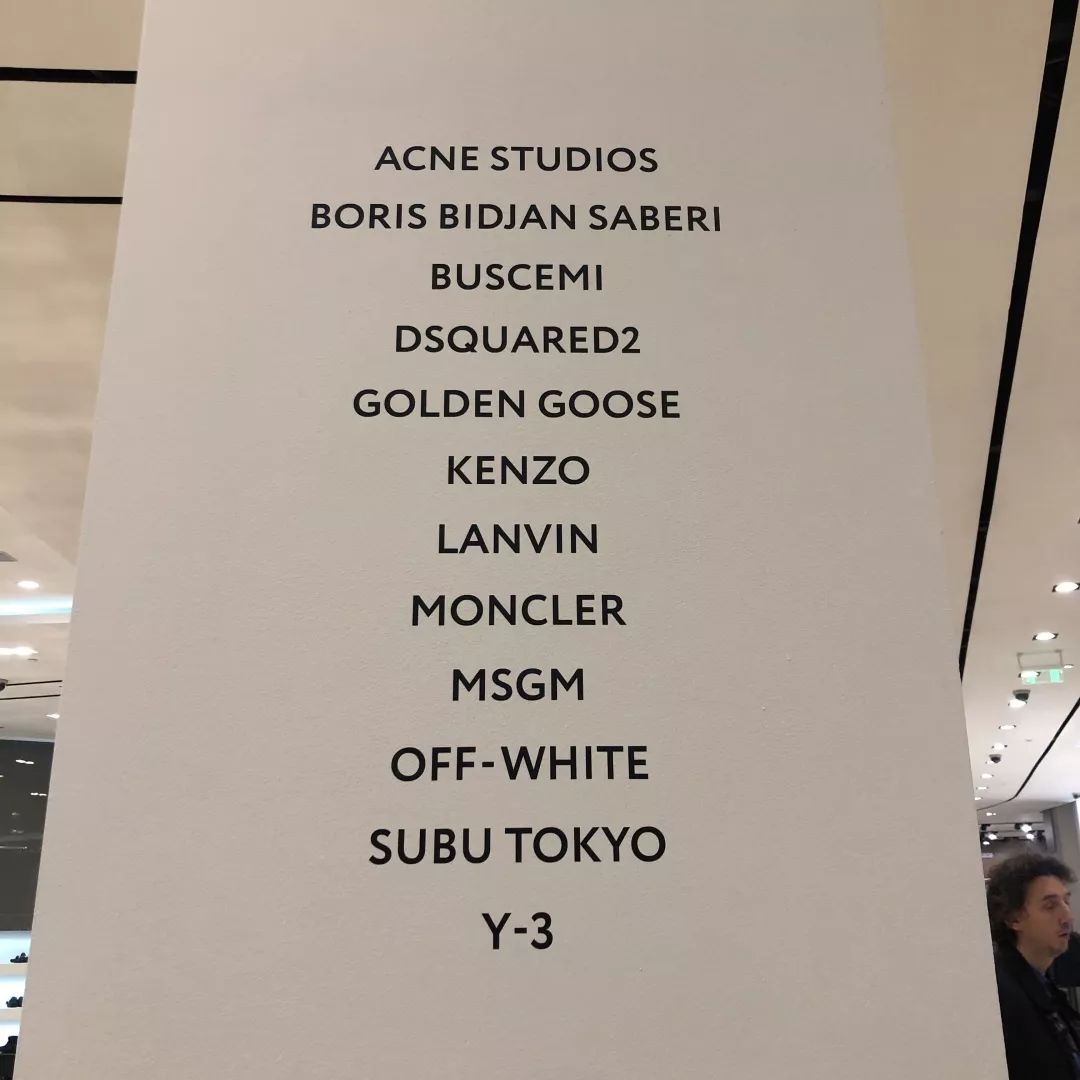 ACNE STUDIOS
BORIS BIDJAN SABERI
BUSCEMI
DSQUARED2
GOLDEN GOOSE
KENZO
LANVIN
MONCLER
MSGM
OFF-WHITE
SUBU TOKYO
Y-3